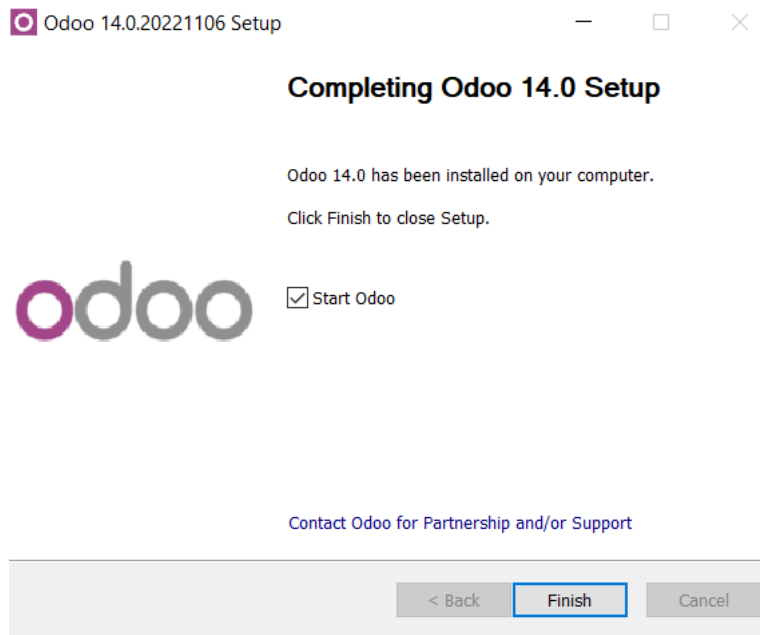 Odoo 14.0.20221106 Setup
Completing Odoo 14.0 Setup
Odoo 14.0 has been installed on your computer.
Click Finish to close Setup.
odoo
Start Odoo
Contact Odoo for Partnership and/or Support
< Back
Finish
Cancel